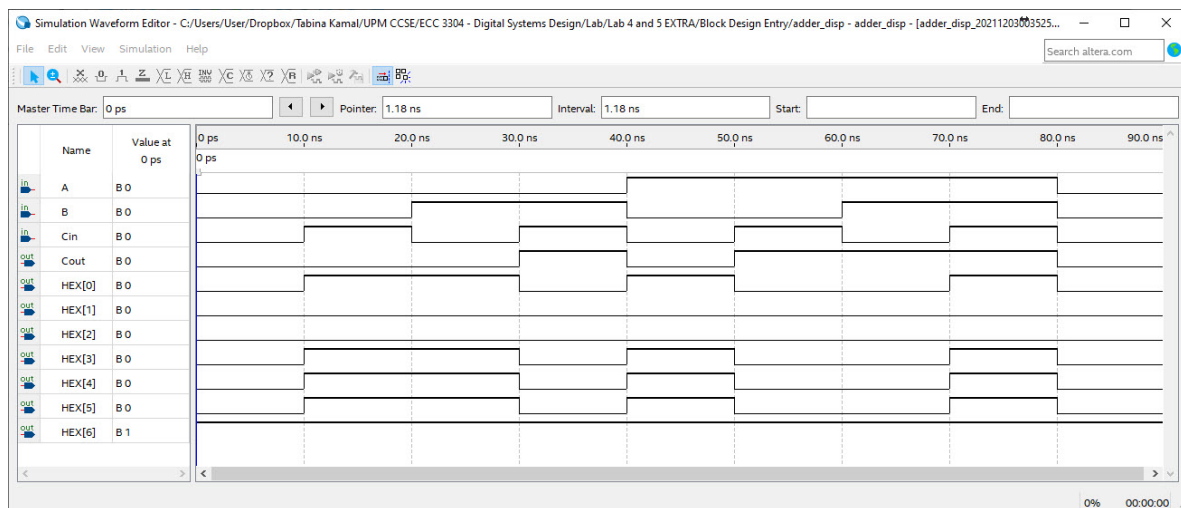 Simulation Waveform Editor - C:/Users/User/Dropbox/Tabina Kamal/UPM CCSE/ECC 3304 - Digital Systems Design/Lab/Lab 4 and 5 EXTRA/Block Design Entry/adder_disp - adder_disp - [adder_disp_20211203003525...
File Edit View Simulation Help
Search altera.com
Master Time Bar: 0 ps Pointer: 1.18 ns Interval: 1.18 ns Start: End:
Name Value at 0 ps
0 ps 10.0 ns 20.0 ns 30.0 ns 40.0 ns 50.0 ns 60.0 ns 70.0 ns 80.0 ns 90.0 ns
0 ps
in A B 0
in B B 0
in Cin B 0
out Cout B 0
out HEX[0] B 0
out HEX[1] B 0
out HEX[2] B 0
out HEX[3] B 0
out HEX[4] B 0
out HEX[5] B 0
out HEX[6] B 1
0% 00:00:00